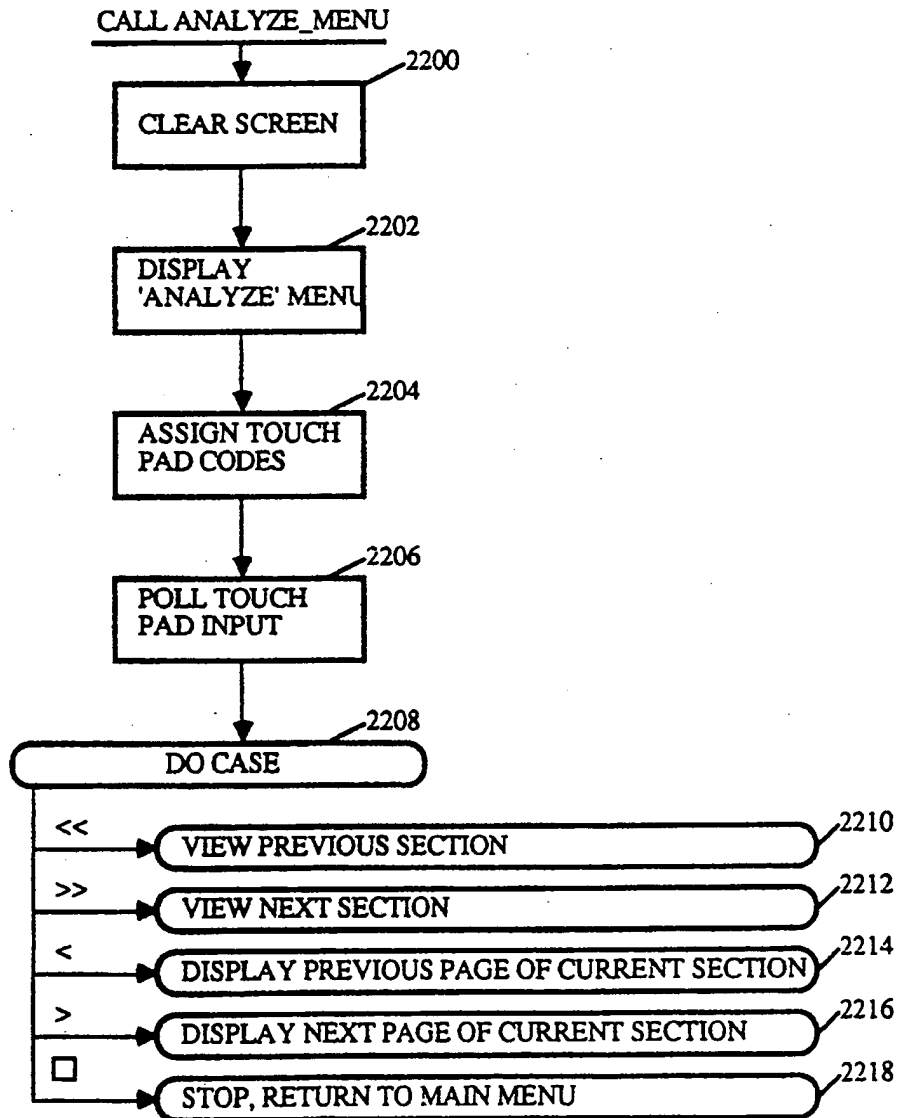 CALL ANALYZE_MENU
2200
CLEAR SCREEN
2202
DISPLAY
'ANALYZE' MENU
2204
ASSIGN TOUCH
PAD CODES
2206
POLL TOUCH
PAD INPUT
2208
DO CASE
<<
VIEW PREVIOUS SECTION
2210
>>
VIEW NEXT SECTION
2212
<
DISPLAY PREVIOUS PAGE OF CURRENT SECTION
2214
>
DISPLAY NEXT PAGE OF CURRENT SECTION
2216
□
STOP, RETURN TO MAIN MENU
2218